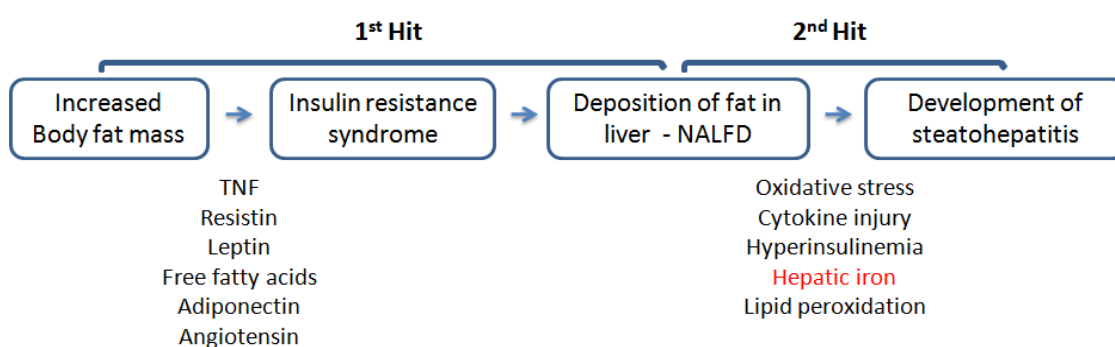 1st Hit
2nd Hit
Increased
Body fat mass
Insulin resistance
syndrome
Deposition of fat in
liver - NALFD
Development of
steatohepatitis
TNF
Resistin
Leptin
Free fatty acids
Adiponectin
Angiotensin
Oxidative stress
Cytokine injury
Hyperinsulinemia
Hepatic iron
Lipid peroxidation